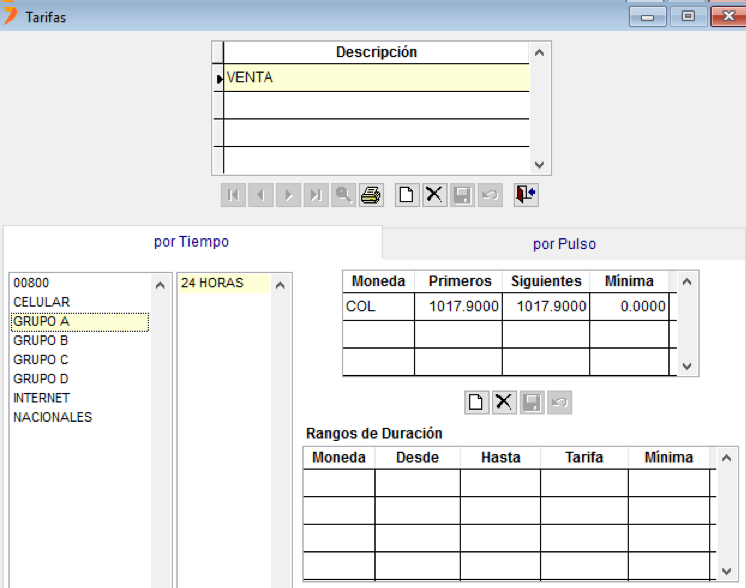 Tarifas
Descripción
VENTA
por Tiempo
por Pulso
00800
CELULAR
GRUPO A
GRUPO B
GRUPO C
GRUPO D
INTERNET
NACIONALES
24 HORAS
Moneda Primeros Siguientes Mínima
COL 1017.9000 1017.9000 0.0000
Rangos de Duración
Moneda Desde Hasta Tarifa Mínima